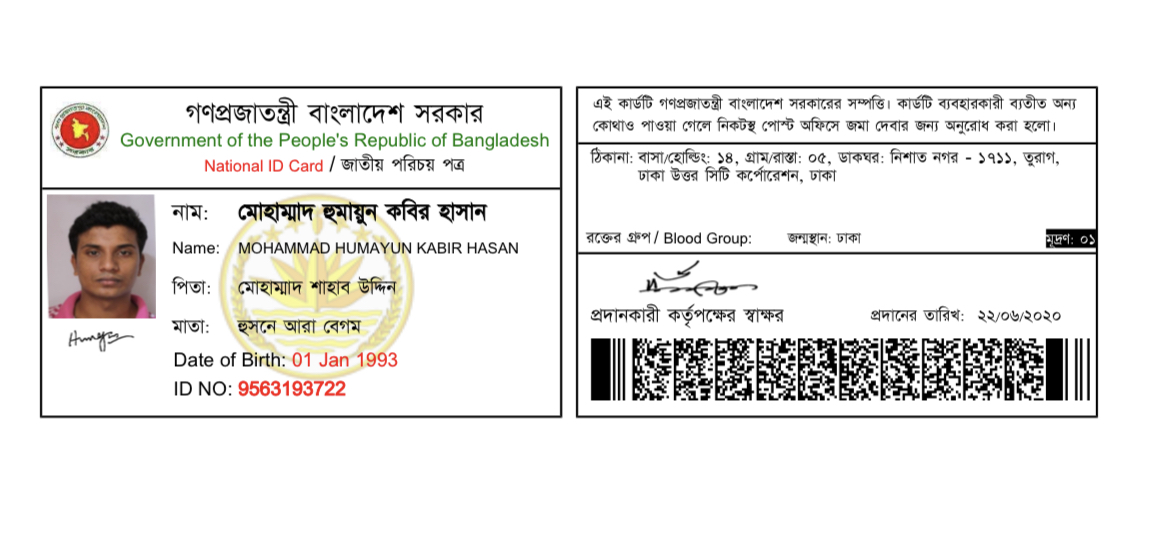 গণপ্রজাতন্ত্রী বাংলাদেশ সরকার
Government of the People's Republic of Bangladesh
National ID Card / জাতীয় পরিচয় পত্র
নাম: মোহাম্মাদ হুমায়ুন কবির হাসান
Name: MOHAMMAD HUMAYUN KABIR HASAN
পিতা: মোহাম্মাদ শাহাব উদ্দিন
মাতা: হুসনে আরা বেগম
Date of Birth: 01 Jan 1993
ID NO: 9563193722
এই কার্ডটি গণপ্রজাতন্ত্রী বাংলাদেশ সরকারের সম্পত্তি। কার্ডটি ব্যবহারকারী ব্যতীত অন্য
কোথাও পাওয়া গেলে নিকটস্থ পোস্ট অফিসে জমা দেবার জন্য অনুরোধ করা হলো।
ঠিকানা: বাসা/হোল্ডিং: ১৪, গ্রাম/রাস্তা: ০৫, ডাকঘর: নিশাত নগর - ১৭১১, তুরাগ,
ঢাকা উত্তর সিটি কর্পোরেশন, ঢাকা
রক্তের গ্রুপ / Blood Group: জন্মস্থান: ঢাকা মুদ্রণ: ০১
প্রদানকারী কর্তৃপক্ষের স্বাক্ষর প্রদানের তারিখ: ২২/০৬/২০২০